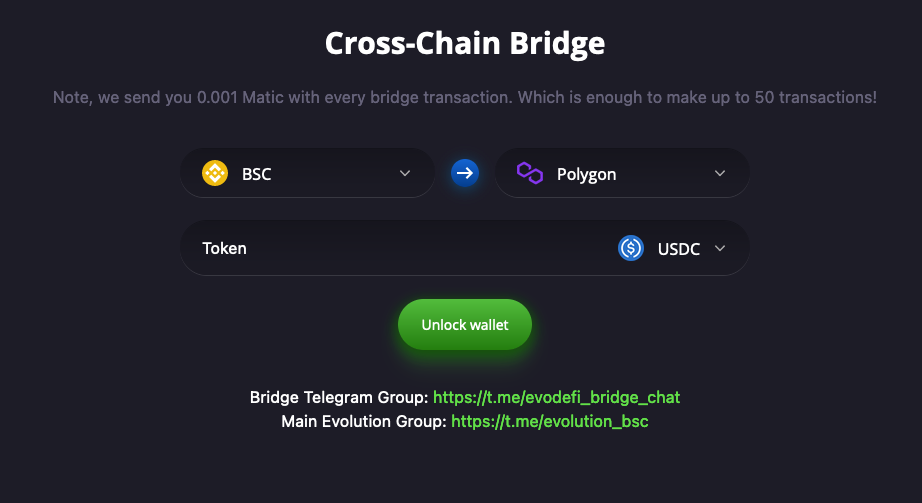 Cross-Chain Bridge
Note, we send you 0.001 Matic with every bridge transaction. Which is enough to make up to 50 transactions!
BSC
Polygon
Token
USDC
Unlock wallet
Bridge Telegram Group: https://t.me/evodefi_bridge_chat
Main Evolution Group: https://t.me/evolution_bsc